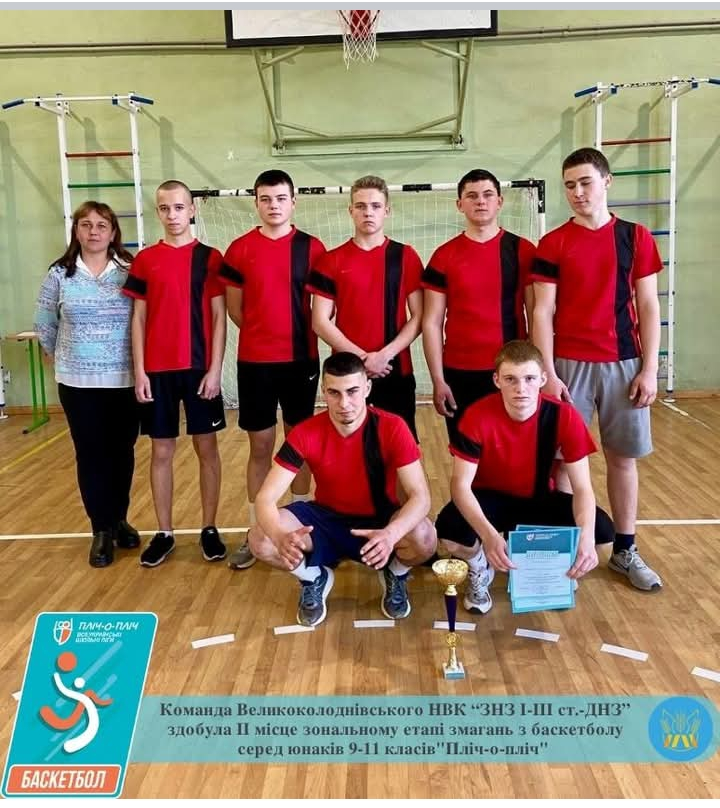 ПЛІЧ-О-ПЛІЧ
ВСЕУКРАЇНСЬКІ
ШКІЛЬНІ ЛІГИ
БАСКЕТБОЛ
Команда Великоколоднівського НВК “ЗНЗ І-ІІІ ст.-ДНЗ”
здобула ІІ місце зональному етапі змагань з баскетболу
серед юнаків 9-11 класів"Пліч-о-пліч"